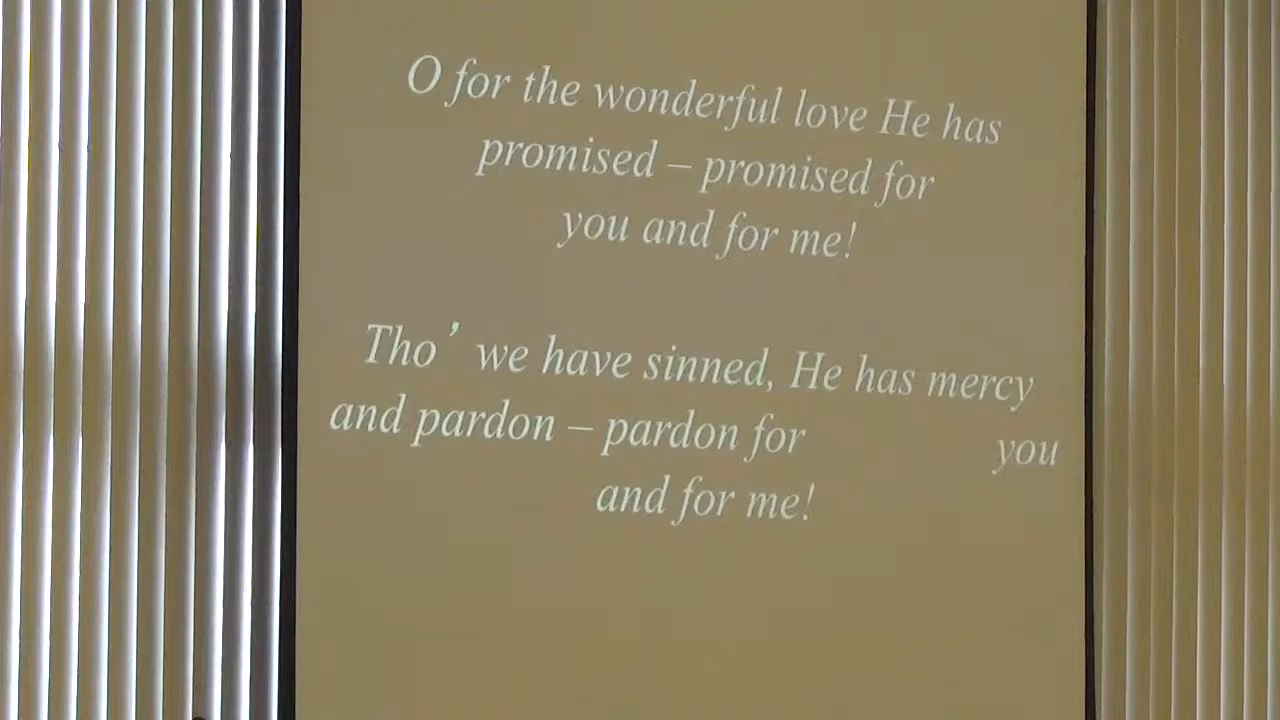 O for the wonderful love He has
promised – promised for
you and for me!
Tho’ we have sinned, He has mercy
and pardon – pardon for you
and for me!